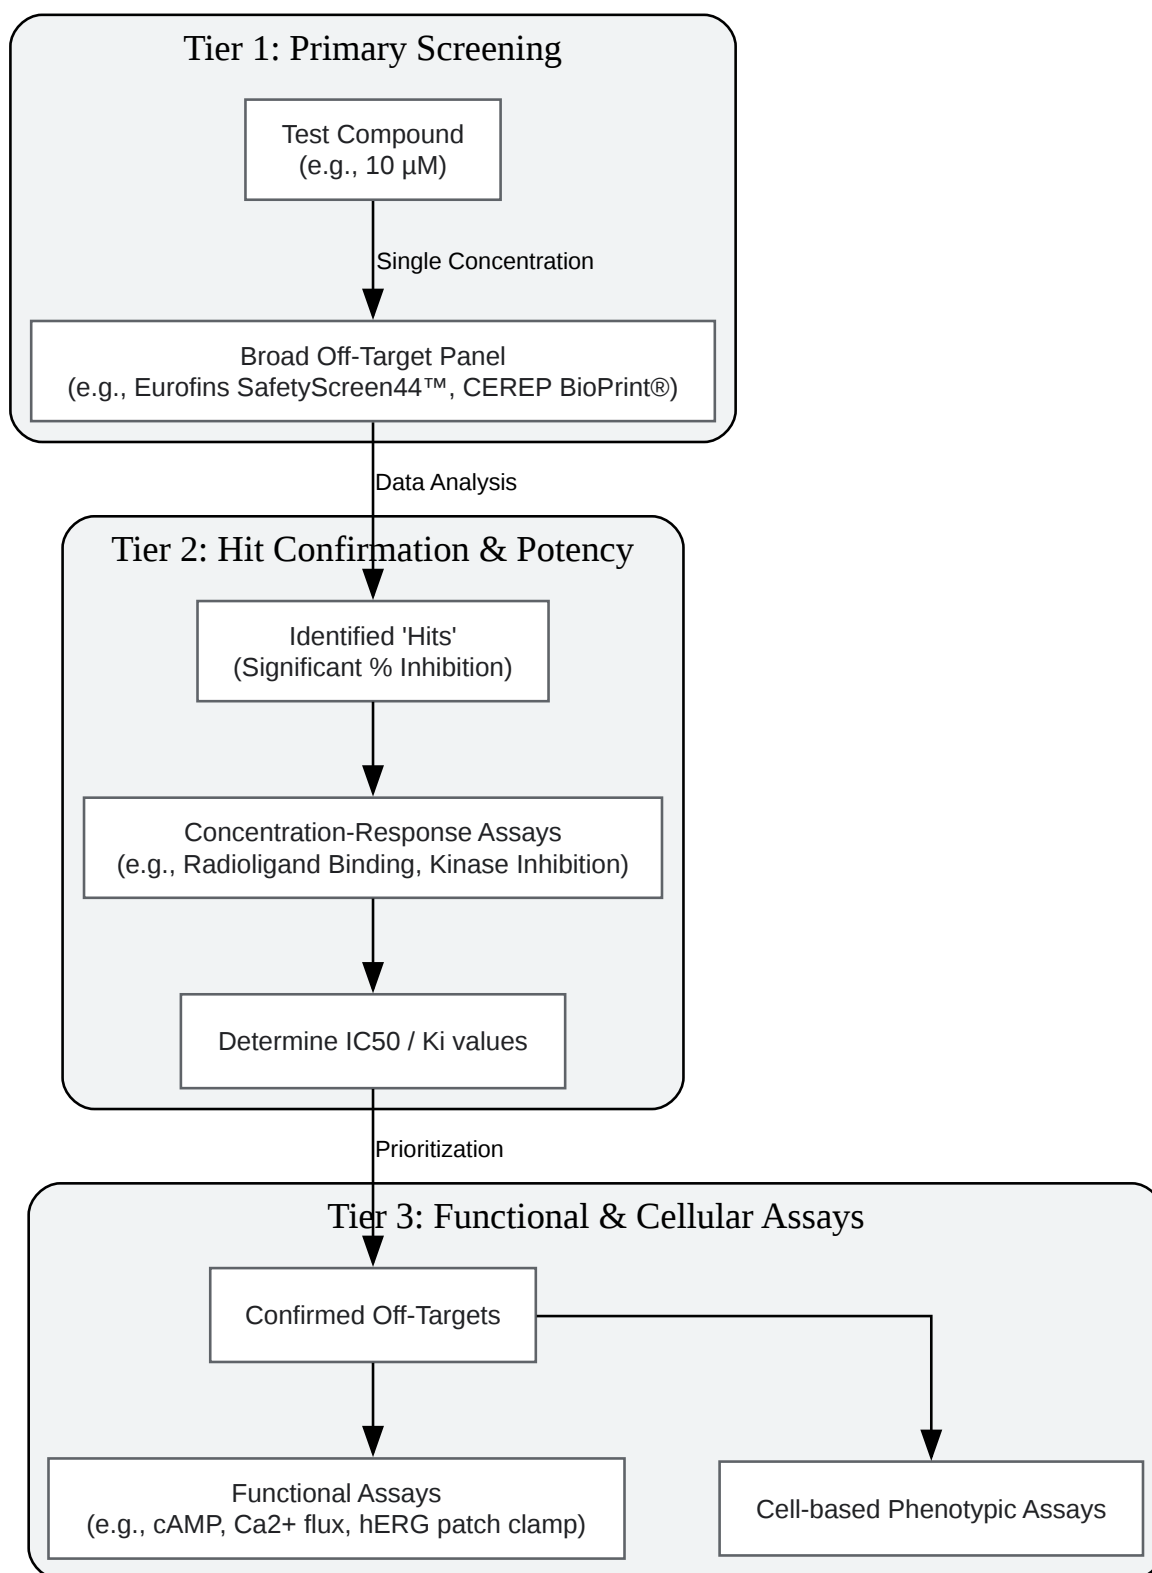 Tier 1: Primary Screening
Test Compound
(e.g., 10 µM)
Single Concentration
Broad Off-Target Panel
(e.g., Eurofins SafetyScreen44™, CEREP BioPrint®)
Data Analysis
Tier 2: Hit Confirmation & Potency
Identified 'Hits'
(Significant % Inhibition)
Concentration-Response Assays
(e.g., Radioligand Binding, Kinase Inhibition)
Determine IC50 / Ki values
Prioritization
Tier 3: Functional & Cellular Assays
Confirmed Off-Targets
Functional Assays
(e.g., cAMP, Ca2+ flux, hERG patch clamp)
Cell-based Phenotypic Assays